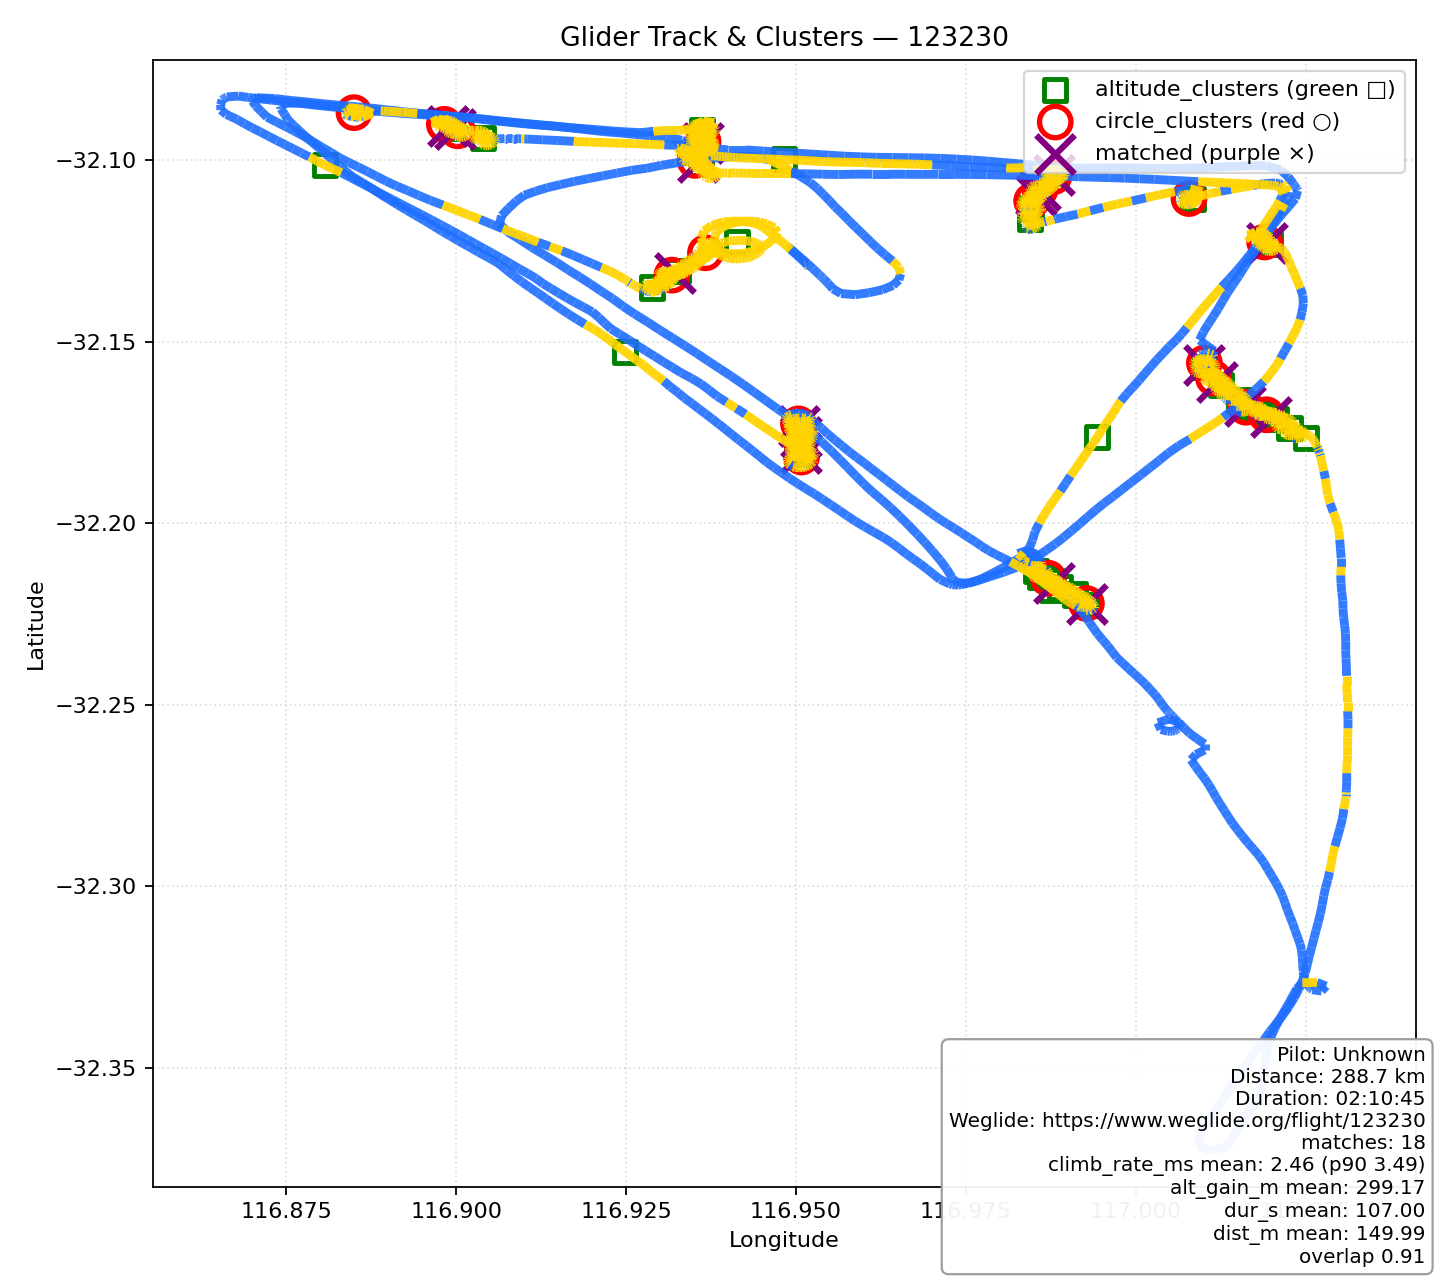 Glider Track & Clusters — 123230
altitude_clusters (green □)
circle_clusters (red ○)
matched (purple ×)
−32.10
−32.15
−32.20
−32.25
−32.30
−32.35
Latitude
Pilot: Unknown
Distance: 288.7 km
Duration: 02:10:45
Weglide: https://www.weglide.org/flight/123230
matches: 18
climb_rate_ms mean: 2.46 (p90 3.49)
alt_gain_m mean: 299.17
dur_s mean: 107.00
dist_m mean: 149.99
overlap 0.91
116.875 116.900 116.925 116.950 116.975 117.000
Longitude